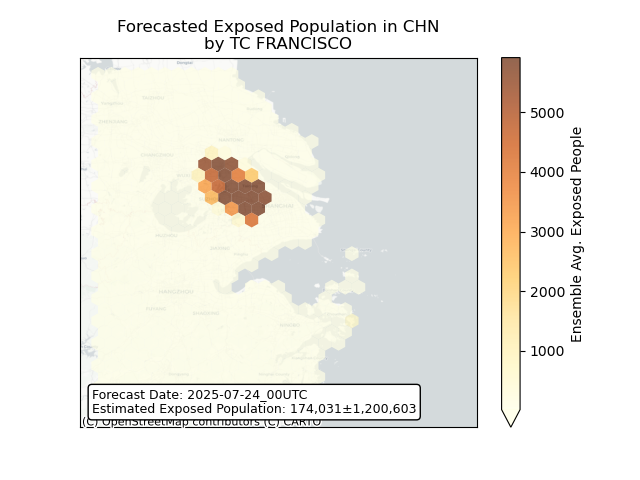 Forecasted Exposed Population in CHN
by TC FRANCISCO
5000
4000
3000
2000
1000
Ensemble Avg. Exposed People
Forecast Date: 2025-07-24_00UTC
Estimated Exposed Population: 174,031±1,200,603
(C) OpenStreetMap contributors (C) CARTO